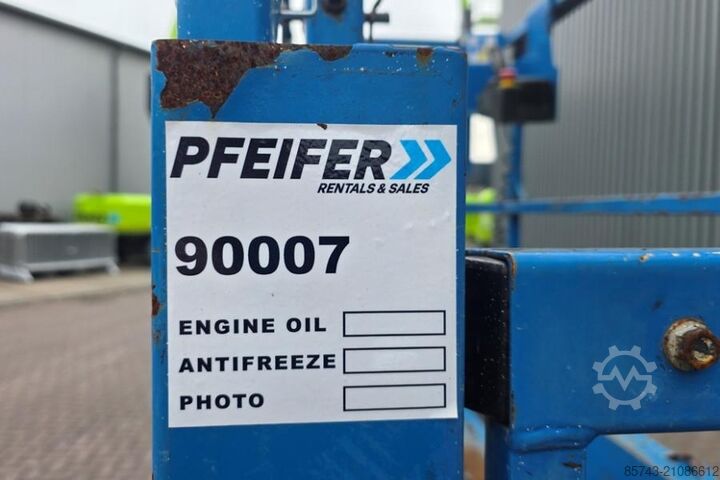 PFEIFER
RENTALS & SALES
90007
ENGINE OIL
ANTIFREEZE
PHOTO
85743-21086612